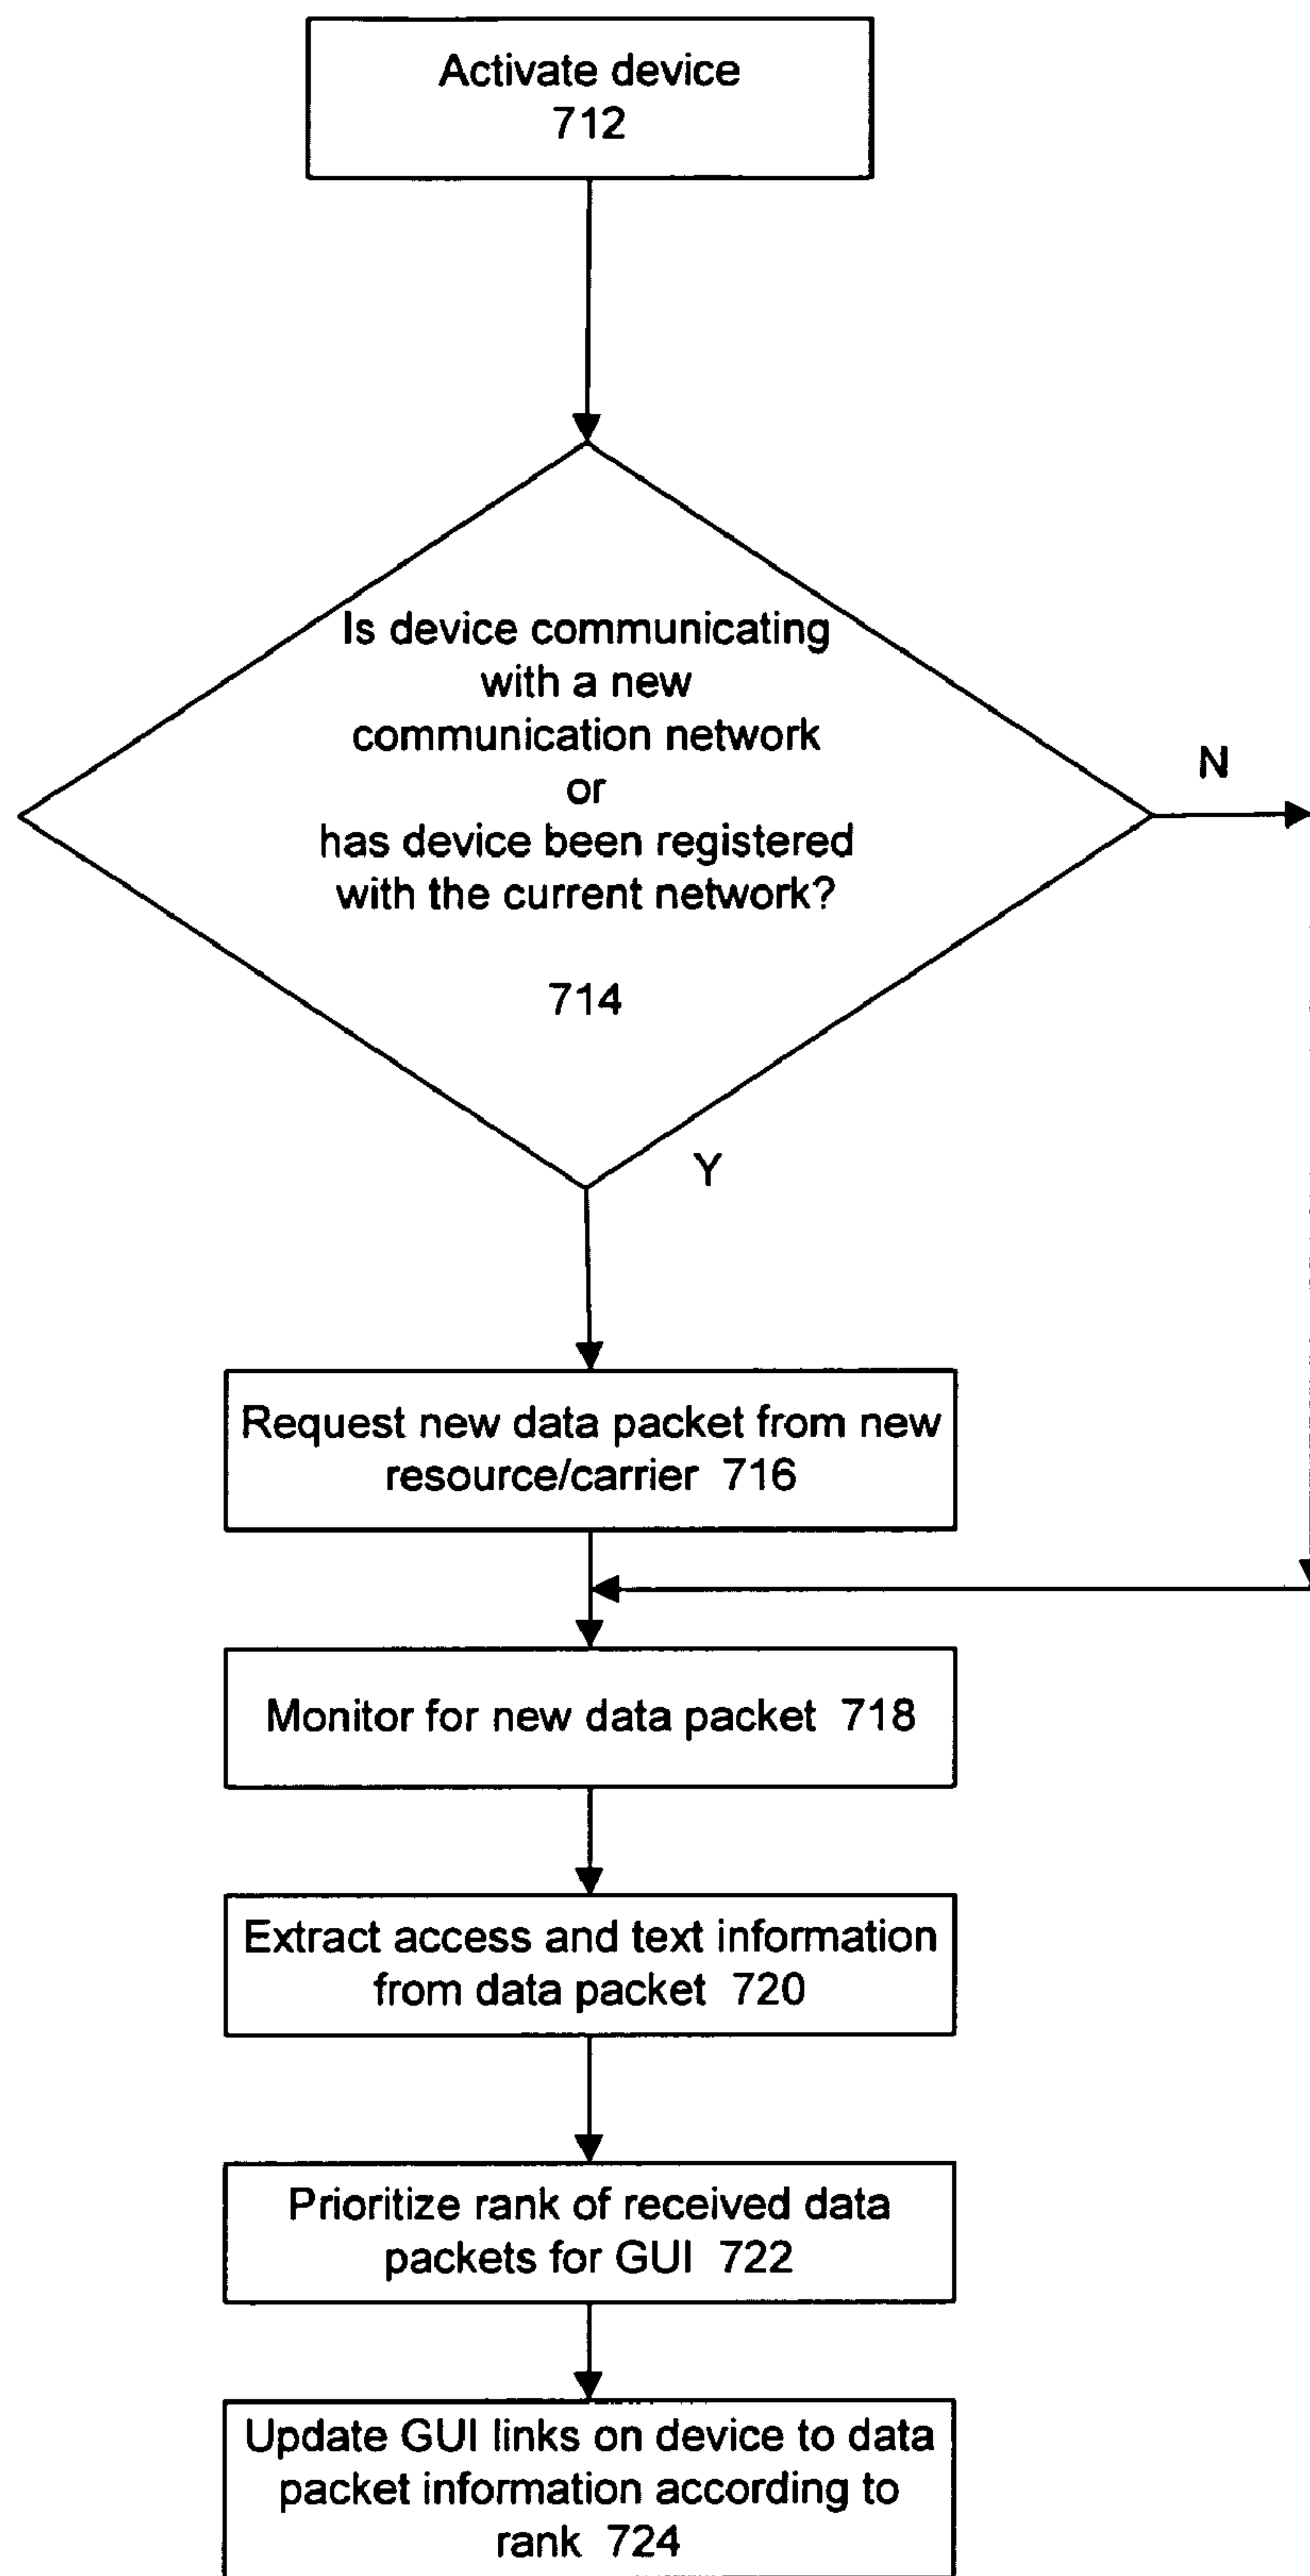 Activate device
712
Is device communicating
with a new
communication network
or
has device been registered
with the current network?
714
N
Y
Request new data packet from new
resource/carrier 716
Monitor for new data packet 718
Extract access and text information
from data packet 720
Prioritize rank of received data
packets for GUI 722
Update GUI links on device to data
packet information according to
rank 724